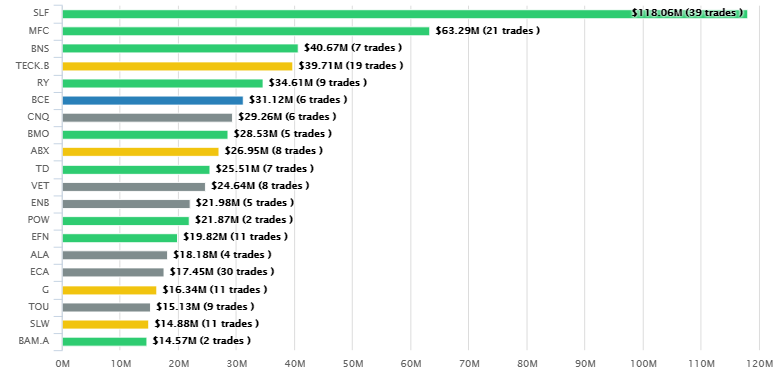 SLF $118.06M (39 trades )
MFC $63.29M (21 trades )
BNS $40.67M (7 trades )
TECK.B $39.71M (19 trades )
RY $34.61M (9 trades )
BCE $31.12M (6 trades )
CNQ $29.26M (6 trades )
BMO $28.53M (5 trades )
ABX $26.95M (8 trades )
TD $25.51M (7 trades )
VET $24.64M (8 trades )
ENB $21.98M (5 trades )
POW $21.87M (2 trades )
EFN $19.82M (11 trades )
ALA $18.18M (4 trades )
ECA $17.45M (30 trades )
G $16.34M (11 trades )
TOU $15.13M (9 trades )
SLW $14.88M (11 trades )
BAM.A $14.57M (2 trades )
0M 10M 20M 30M 40M 50M 60M 70M 80M 90M 100M 110M 120M